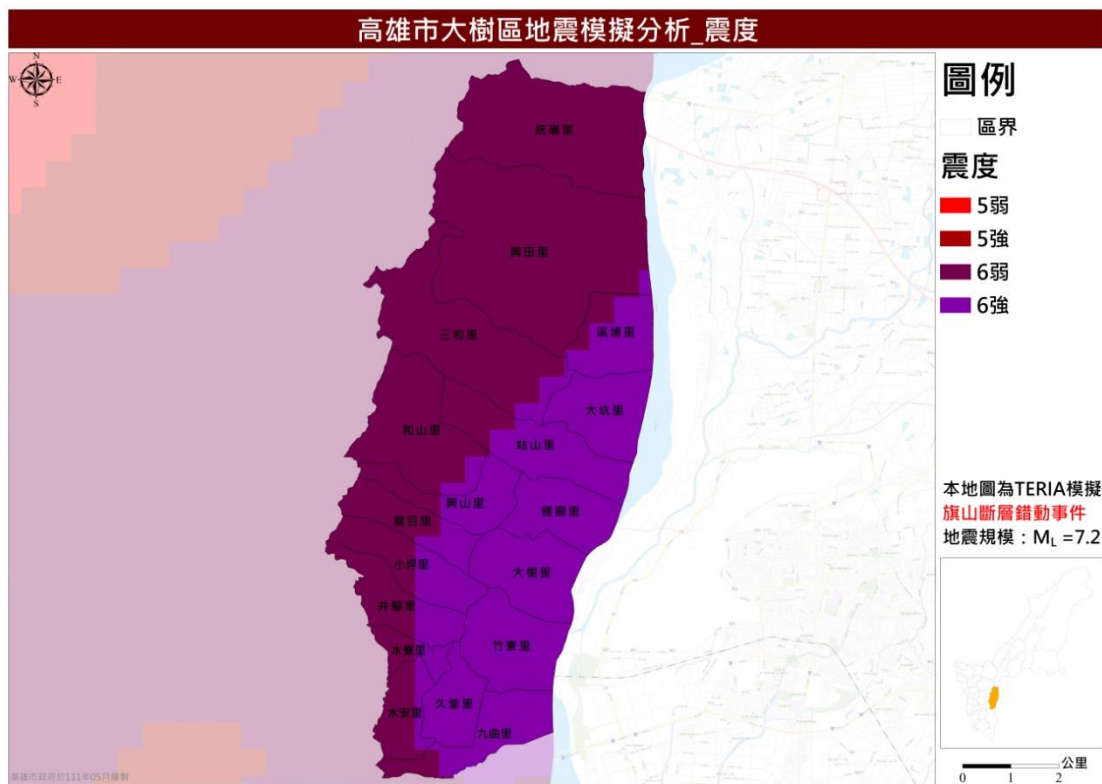 高雄市大樹區地震模擬分析_震度
N
W
E
S
圖例
區界
震度
5弱
5強
6弱
6強
統嶺里
興田里
三和里
溪埔里
大坑里
和山里
姑山里
興山里
龍目里
大樹里
小坪里
井腳里
竹寮里
水寮里
久堂里
水安里
九曲里
本地圖為TERIA模擬
旗山斷層錯動事件
地震規模：M_L =7.2
公里
0 1 2
高雄市政府於111年05月繪製